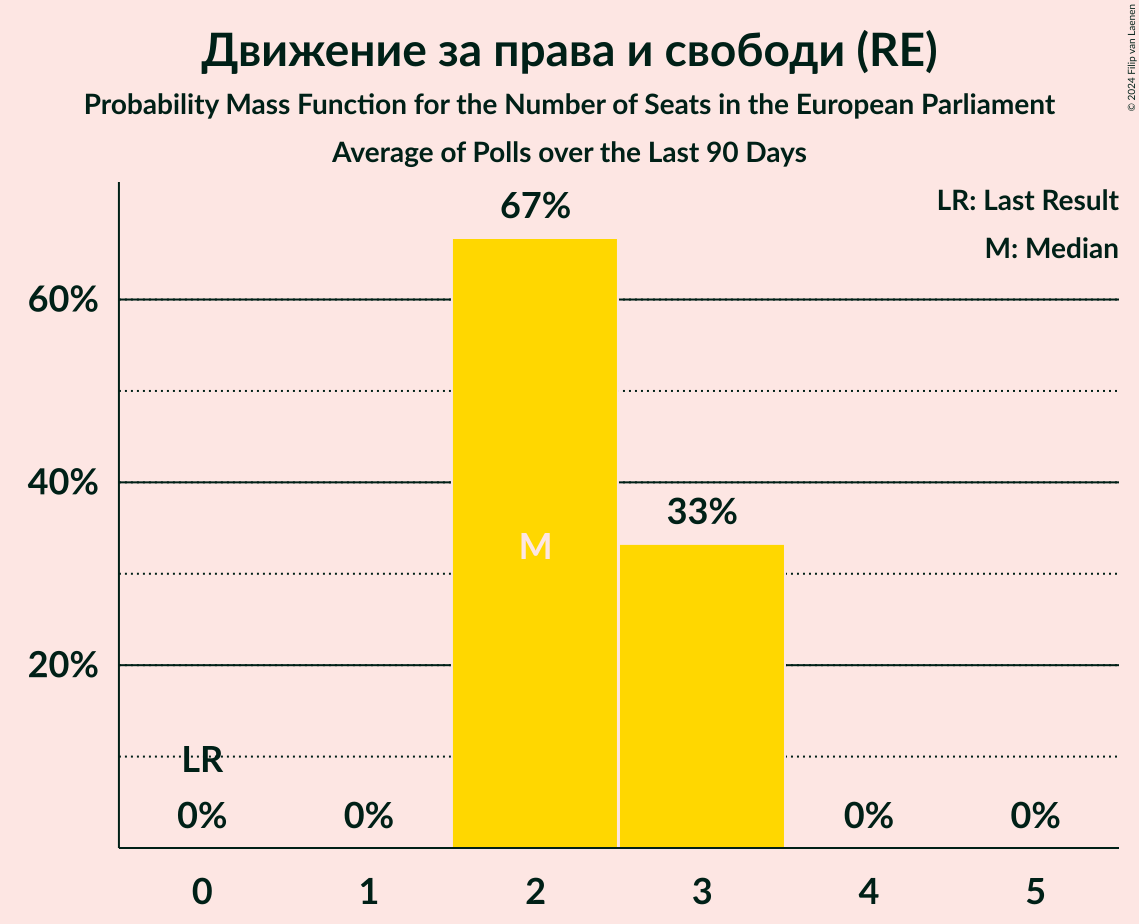 Движение за права и свободи (RE)
Probability Mass Function for the Number of Seats in the European Parliament
Average of Polls over the Last 90 Days
© 2024 Filip van Laenen
LR: Last Result
M: Median
67%
60%
40%
33%
M
20%
LR
0% 0% 0% 0%
0 1 2 3 4 5